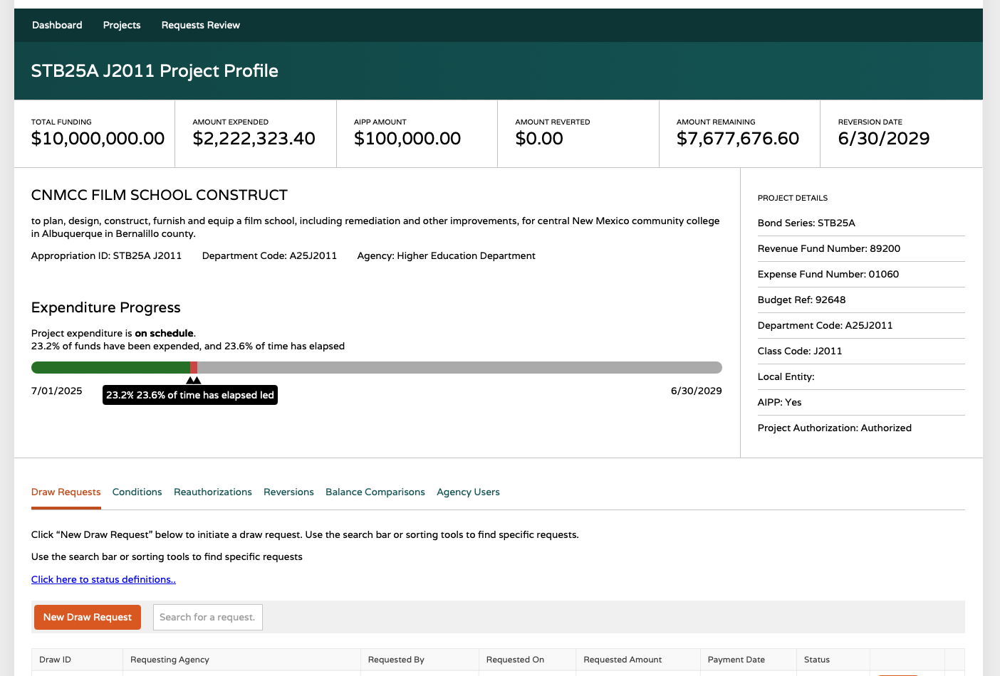 Dashboard Projects Requests Review
STB25A J2011 Project Profile
TOTAL FUNDING
$10,000,000.00
AMOUNT EXPENDED
$2,222,323.40
AIPP AMOUNT
$100,000.00
AMOUNT REVERTED
$0.00
AMOUNT REMAINING
$7,677,676.60
REVERSION DATE
6/30/2029
CNMCC FILM SCHOOL CONSTRUCT
to plan, design, construct, furnish and equip a film school, including remediation and other improvements, for central New Mexico community college
in Albuquerque in Bernalillo county.
Appropriation ID: STB25A J2011 Department Code: A25J2011 Agency: Higher Education Department
Expenditure Progress
Project expenditure is on schedule.
23.2% of funds have been expended, and 23.6% of time has elapsed
7/01/2025
23.2% 23.6% of time has elapsed led
6/30/2029
PROJECT DETAILS
Bond Series: STB25A
Revenue Fund Number: 89200
Expense Fund Number: 01060
Budget Ref: 92648
Department Code: A25J2011
Class Code: J2011
Local Entity:
AIPP: Yes
Project Authorization: Authorized
Draw Requests Conditions Reauthorizations Reversions Balance Comparisons Agency Users
Click “New Draw Request” below to initiate a draw request. Use the search bar or sorting tools to find specific requests.
Use the search bar or sorting tools to find specific requests
Click here to status definitions..
New Draw Request Search for a request.
Draw ID Requesting Agency Requested By Requested On Requested Amount Payment Date Status